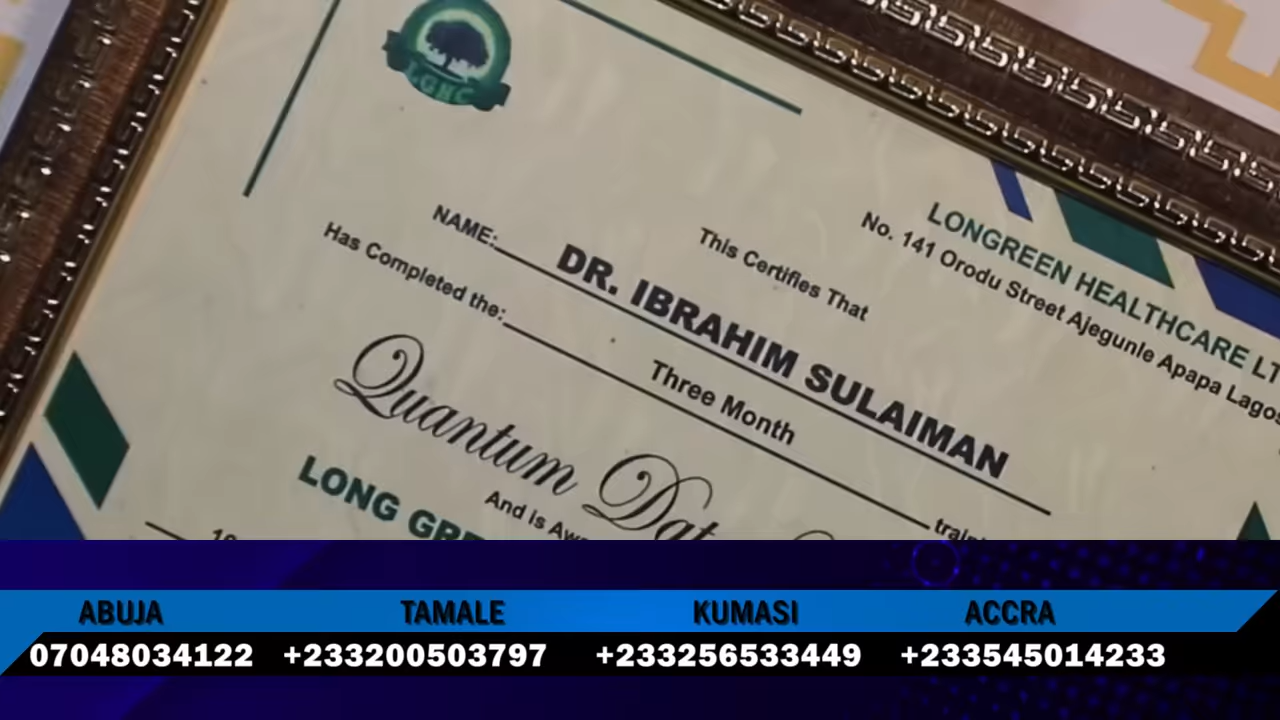 LGHC
LONGREEN HEALTHCARE
No. 141 Orodu Street Ajegunle Apapa Lagos
This Certifies That
NAME: DR. IBRAHIM SULAIMAN
Has Completed the: Three Month
Quantum
And is
LONG
ABUJA TAMALE KUMASI ACCRA
07048034122 +233200503797 +233256533449 +233545014233